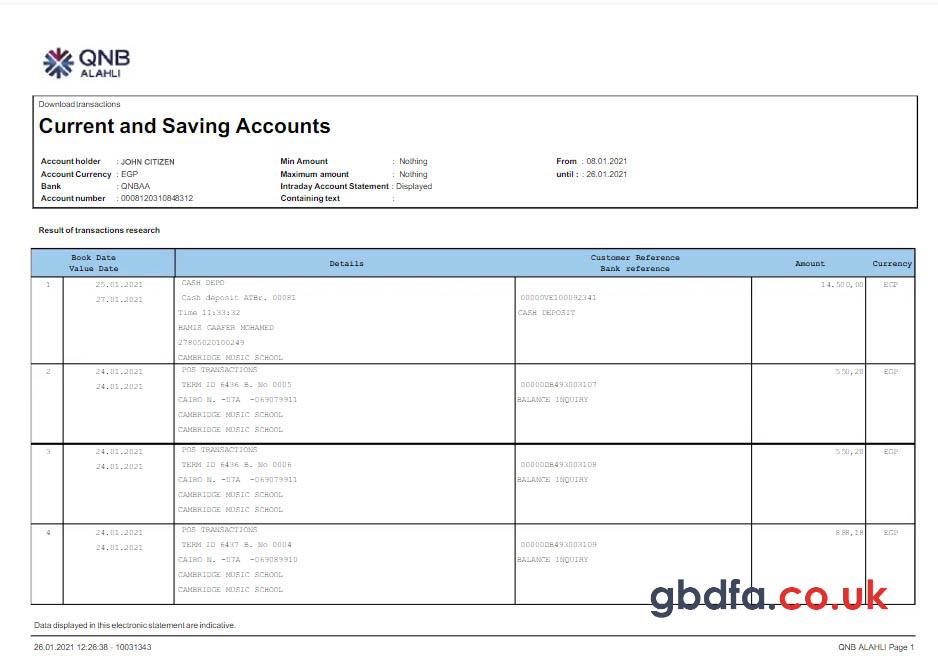 QNB
ALAHLI
Download transactions
Current and Saving Accounts
Account holder : JOHN CITIZEN Min Amount : Nothing From : 08.01.2021
Account Currency : EGP Maximum amount : Nothing until : : 26.01.2021
Bank : QNBAA Intraday Account Statement : Displayed
Account number : 0008120310848312 Containing text :
Result of transactions research
Book Date
Value Date
Details
Customer Reference
Bank reference
Amount
Currency
1 25.01.2021 CASH DEPO 14.500,00 EGP
27.01.2021 Cash deposit ATBr. 00081 00000VE100092341
Time 11:33:32 CASH DEPOSIT
HAMIS GAAFER MOHAMED
27805020100249
CAMBRIDGE MUSIC SCHOOL
2 24.01.2021 POS TRANSACTIONS 550,20 EGP
24.01.2021 TERM ID 6436 B. No 0005 00000DB493003107
CAIRO N. -07A -069079911 BALANCE INQUIRY
CAMBRIDGE MUSIC SCHOOL
CAMBRIDGE MUSIC SCHOOL
3 24.01.2021 POS TRANSACTIONS 550,20 EGP
24.01.2021 TERM ID 6436 B. No 0006 00000DB493003108
CAIRO N. -07A -069079911 BALANCE INQUIRY
CAMBRIDGE MUSIC SCHOOL
CAMBRIDGE MUSIC SCHOOL
4 24.01.2021 POS TRANSACTIONS 898,18 EGP
24.01.2021 TERM ID 6437 B. No 0004 00000DB493003109
CAIRO N. -07A -069089910 BALANCE INQUIRY
CAMBRIDGE MUSIC SCHOOL
CAMBRIDGE MUSIC SCHOOL
gbdfa.co.uk
Data displayed in this electronic statement are indicative.
26.01.2021 12:26:38 - 10031343 QNB ALAHLI Page 1